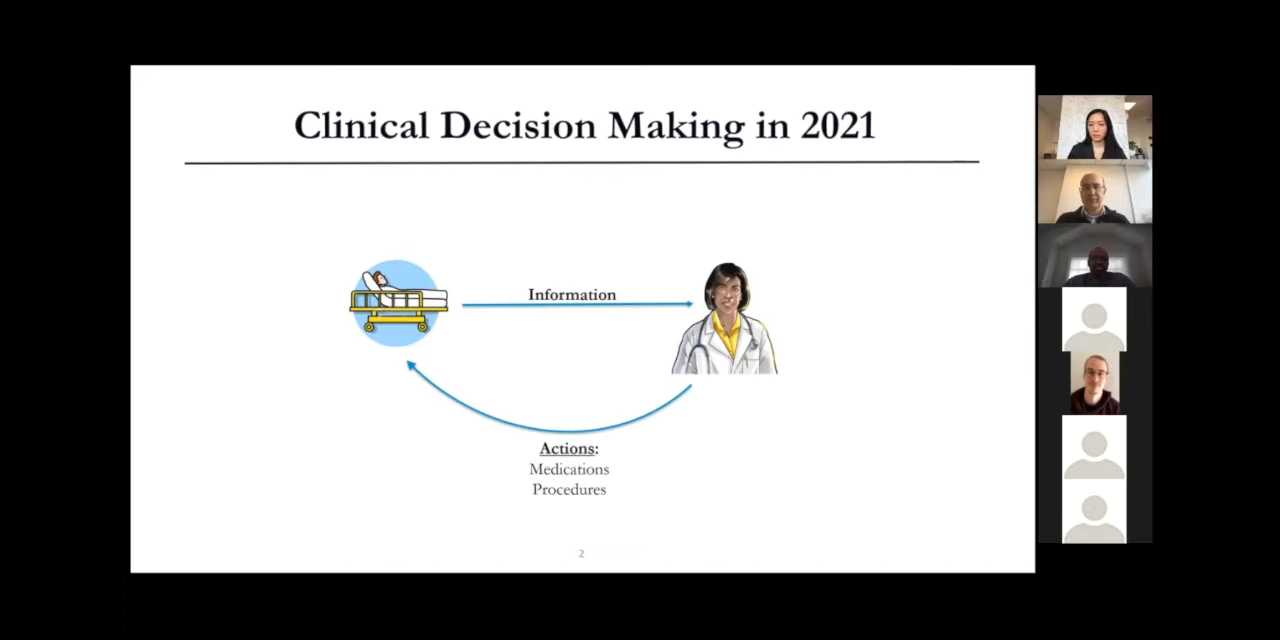 Clinical Decision Making in 2021
Information
Actions:
Medications
Procedures
2